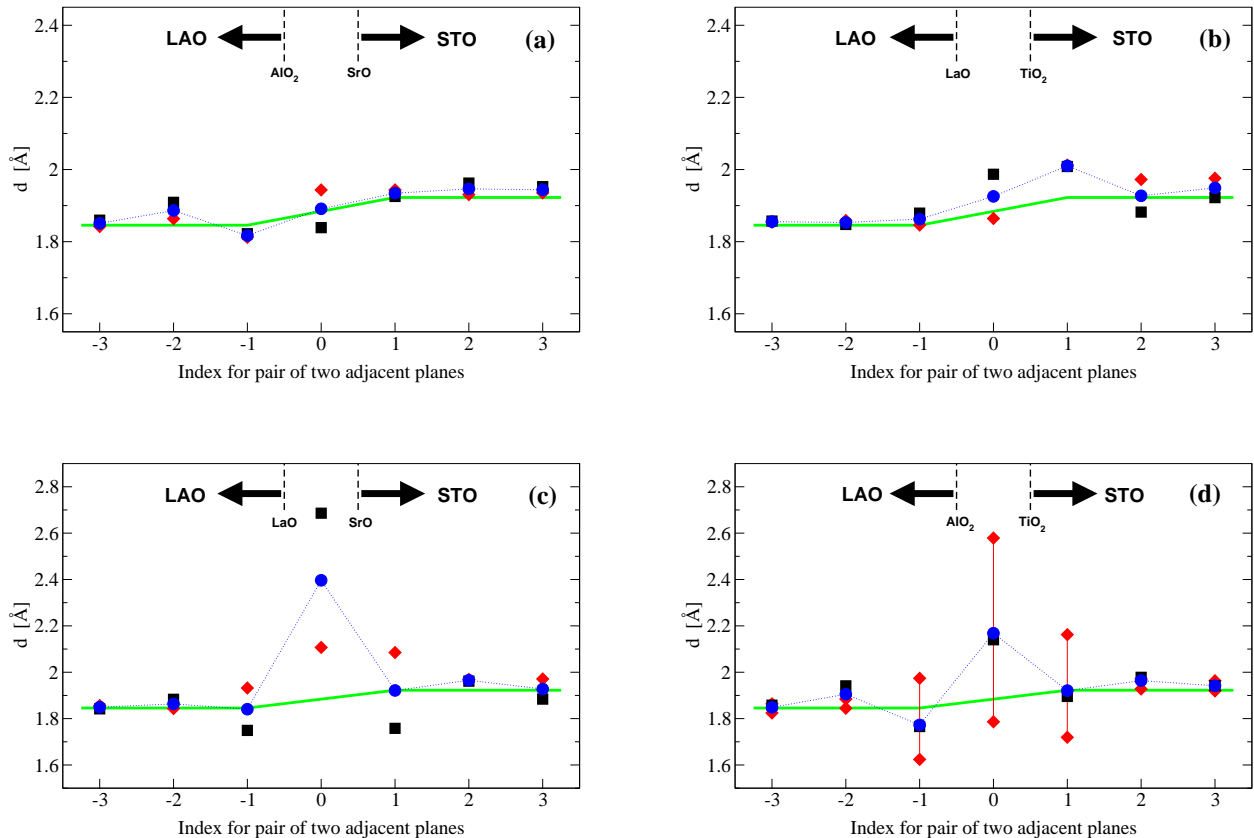 LAO STO (a)
AlO2 SrO
2.4
2.2
2
1.8
1.6
d [Å]
-3 -2 -1 0 1 2 3
Index for pair of two adjacent planes
LAO STO (b)
LaO TiO2
2.4
2.2
2
1.8
1.6
d [Å]
-3 -2 -1 0 1 2 3
Index for pair of two adjacent planes
LAO STO (c)
LaO SrO
2.8
2.6
2.4
2.2
2
1.8
1.6
d [Å]
-3 -2 -1 0 1 2 3
Index for pair of two adjacent planes
LAO STO (d)
AlO2 TiO2
2.8
2.6
2.4
2.2
2
1.8
1.6
d [Å]
-3 -2 -1 0 1 2 3
Index for pair of two adjacent planes